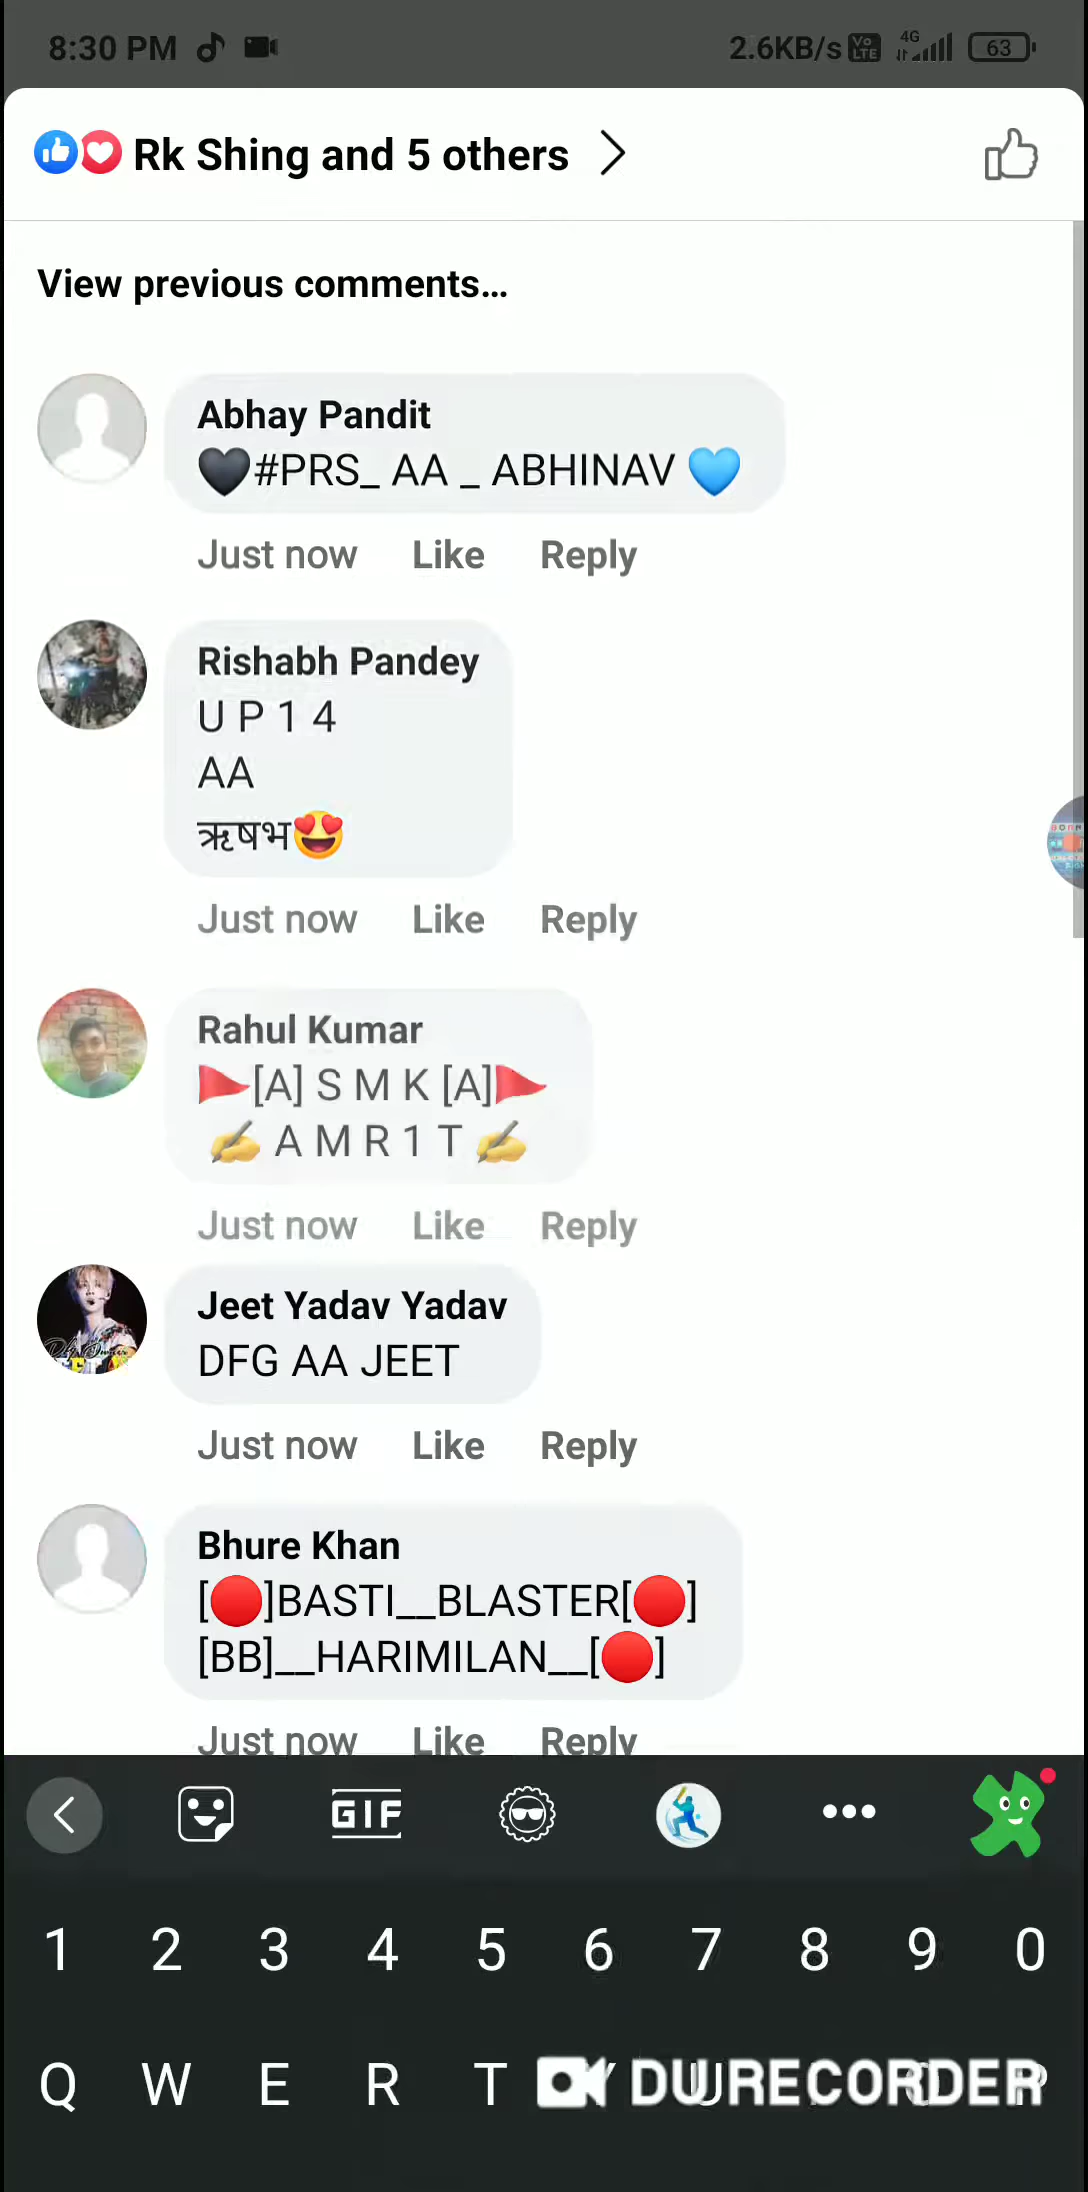 8:30 PM 2.6KB/s Vo LTE 4G 63
Rk Shing and 5 others
View previous comments...
Abhay Pandit
🖤#PRS_ AA _ ABHINAV 💙
Just now Like Reply
Rishabh Pandey
U P 1 4
AA
ऋषभ😍
Just now Like Reply
Rahul Kumar
🚩[A] S M K [A]🚩
✍️ A M R 1 T ✍️
Just now Like Reply
Jeet Yadav Yadav
DFG AA JEET
Just now Like Reply
Bhure Khan
[🔴]BASTI__BLASTER[🔴]
[BB]__HARIMILAN__[🔴]
Just now Like Reply
GIF
1 2 3 4 5 6 7 8 9 0
Q W E R T Y U O P
DU RECORDER